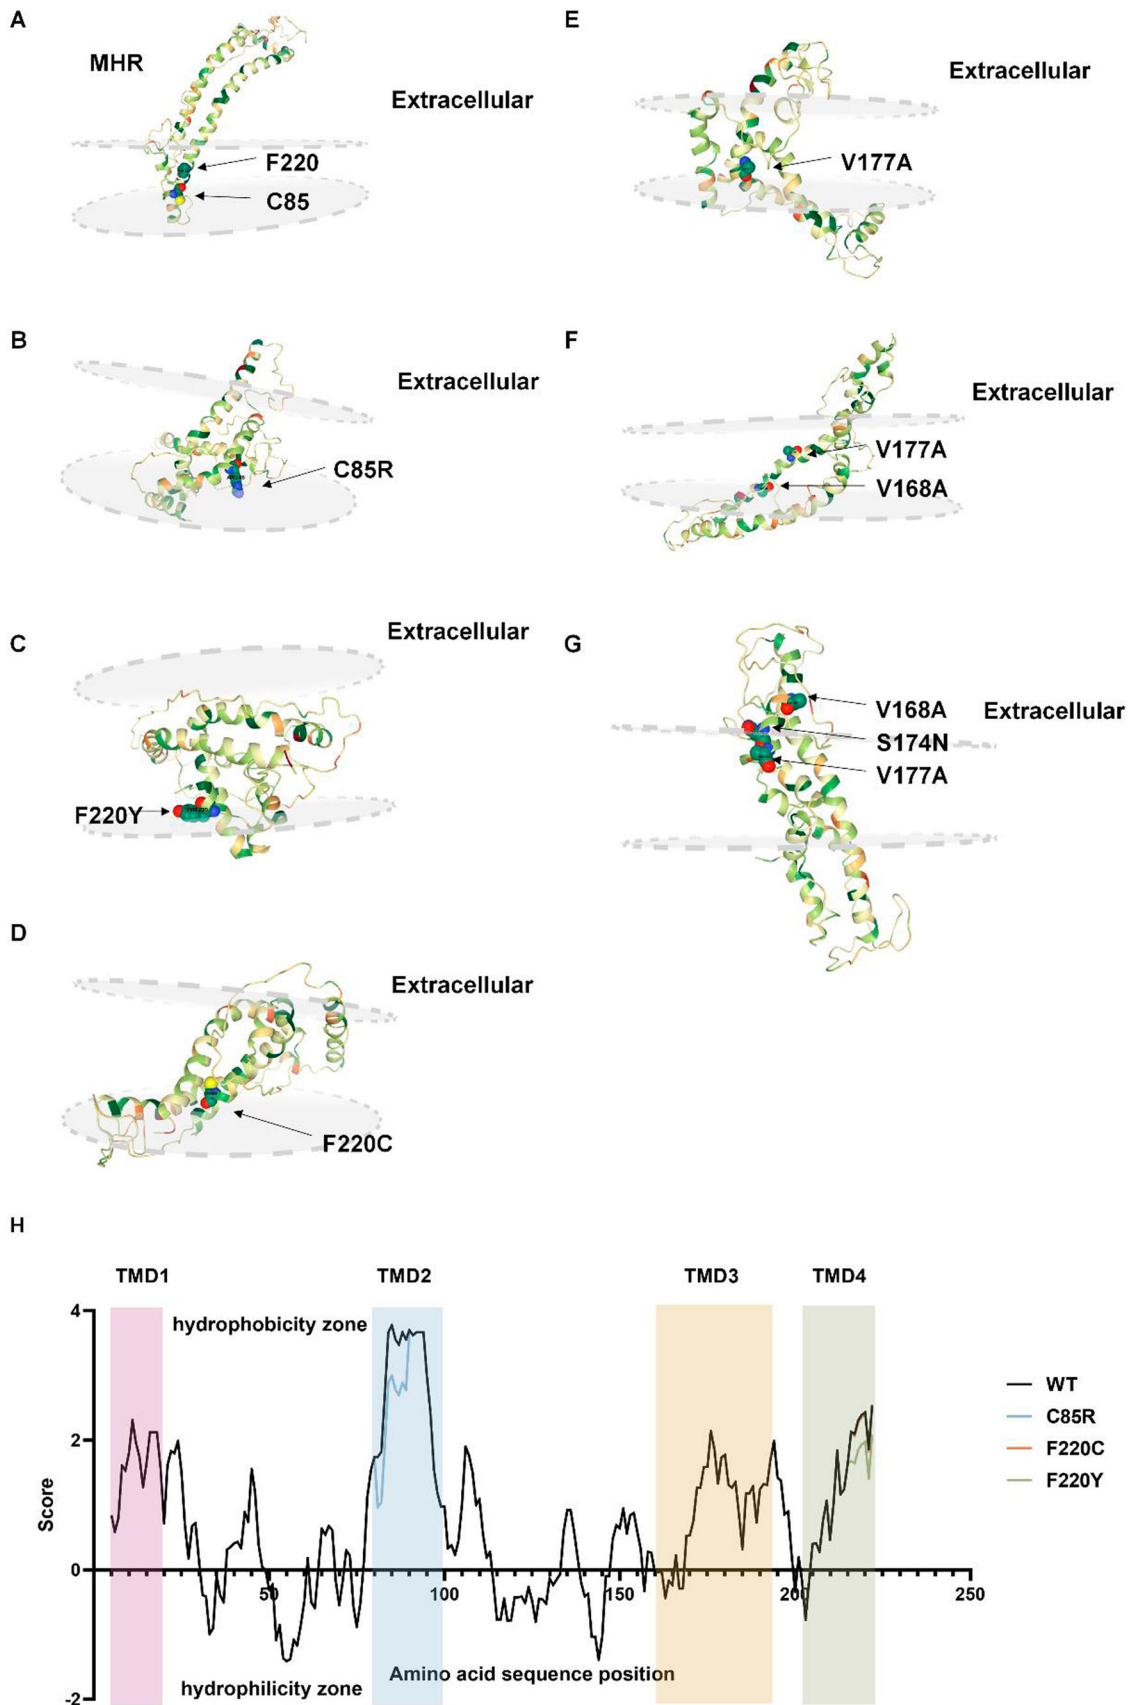 A
MHR
Extracellular
F220
C85
B
Extracellular
C85R
C
Extracellular
F220Y
D
Extracellular
F220C
E
Extracellular
V177A
F
Extracellular
V177A
V168A
G
V168A
Extracellular
S174N
V177A
H
TMD1
TMD2
TMD3
TMD4
4
hydrophobicity zone
2
Score
0
50
100
150
200
250
Amino acid sequence position
hydrophilicity zone
-2
WT
C85R
F220C
F220Y